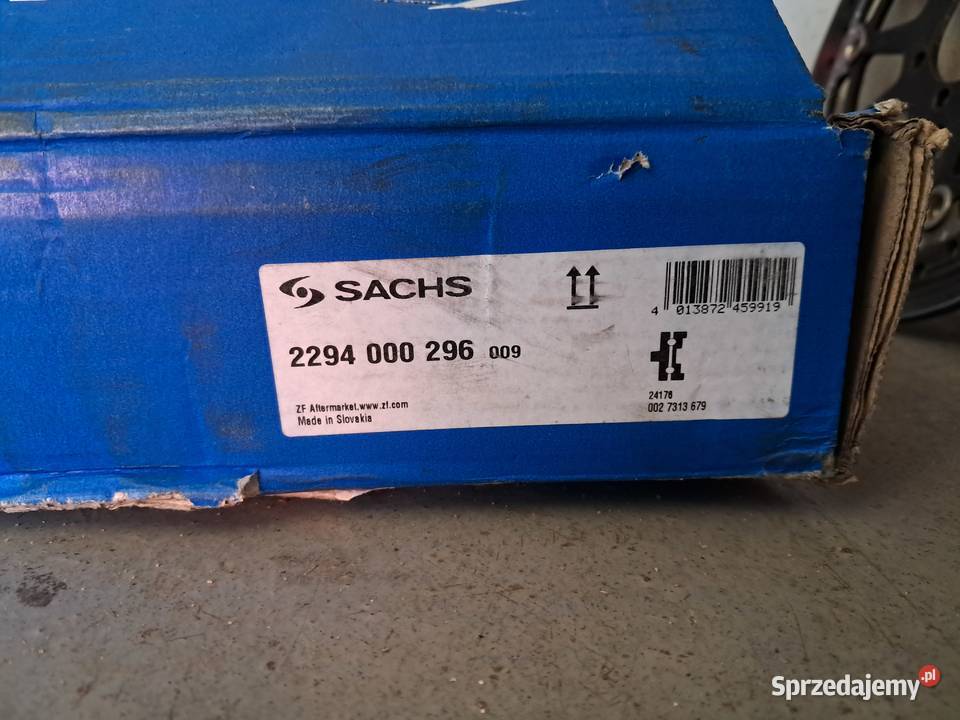 SACHS
4 013872 459919
2294 000 296 009
24178
002 7313 679
ZF Aftermarket.www.zf.com
Made in Slovakia
Sprzedajemy.pl